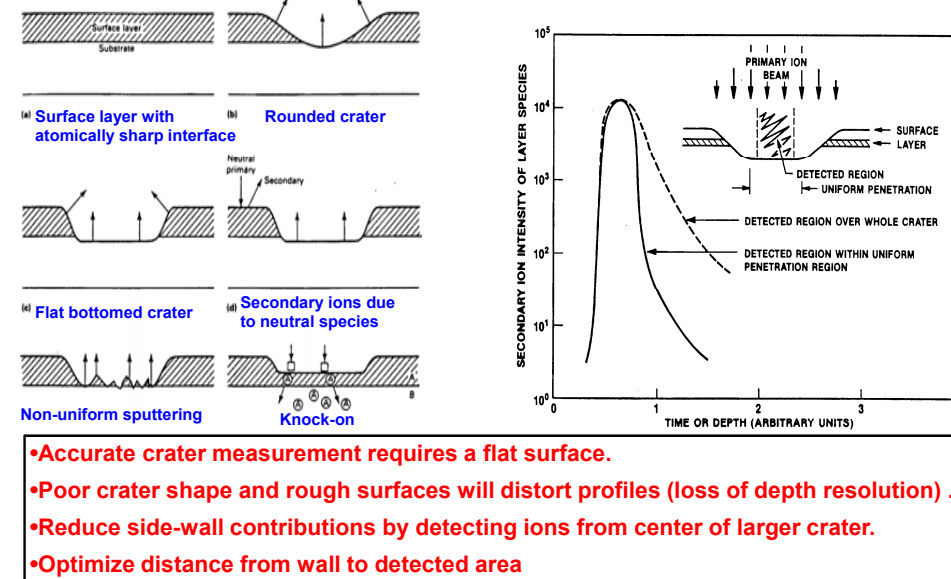 Surface layer
Substrate
(a) Surface layer with
atomically sharp interface
(b) Rounded crater
Neutral
primary
Secondary
(c) Flat bottomed crater
(d) Secondary ions due
to neutral species
Non-uniform sputtering
A
A
A
A
A
A
A
B
Knock-on
SECONDARY ION INTENSITY OF LAYER SPECIES
10⁵
10⁴
10³
10²
10¹
10⁰
PRIMARY ION
BEAM
SURFACE
LAYER
DETECTED REGION
UNIFORM PENETRATION
DETECTED REGION OVER WHOLE CRATER
DETECTED REGION WITHIN UNIFORM
PENETRATION REGION
0 1 2 3
TIME OR DEPTH (ARBITRARY UNITS)
•Accurate crater measurement requires a flat surface.
•Poor crater shape and rough surfaces will distort profiles (loss of depth resolution) .
•Reduce side-wall contributions by detecting ions from center of larger crater.
•Optimize distance from wall to detected area